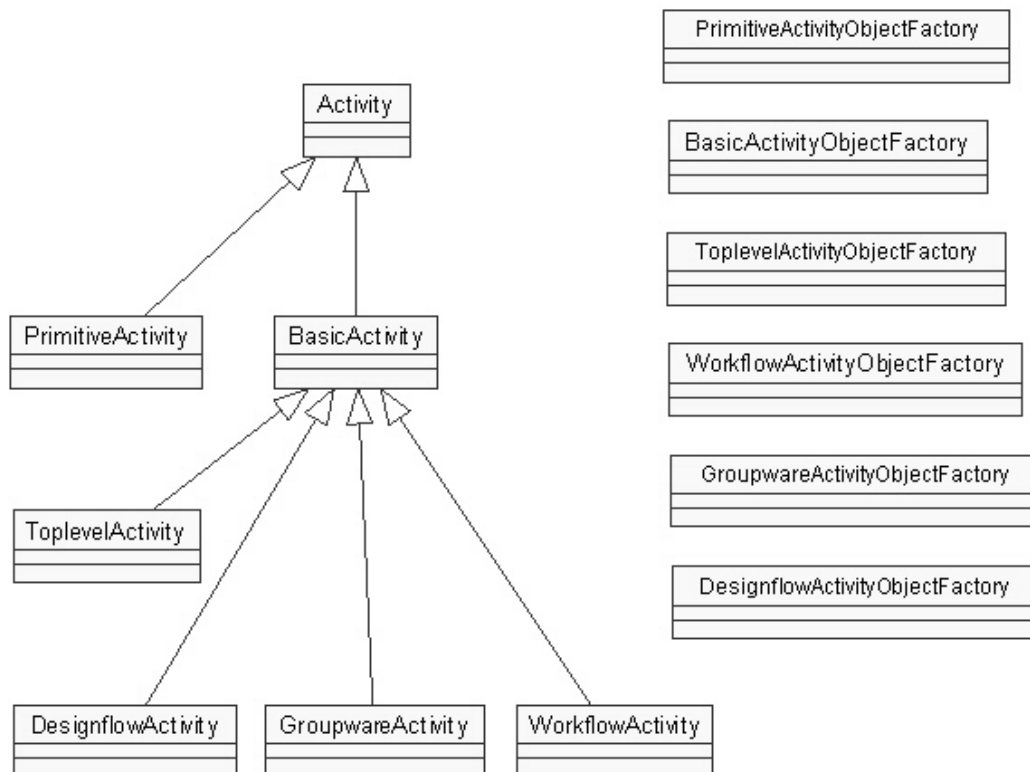 PrimitiveActivityObjectFactory
Activity
BasicActivityObjectFactory
ToplevelActivityObjectFactory
PrimitiveActivity
BasicActivity
WorkflowActivityObjectFactory
GroupwareActivityObjectFactory
ToplevelActivity
DesignflowActivityObjectFactory
DesignflowActivity
GroupwareActivity
WorkflowActivity